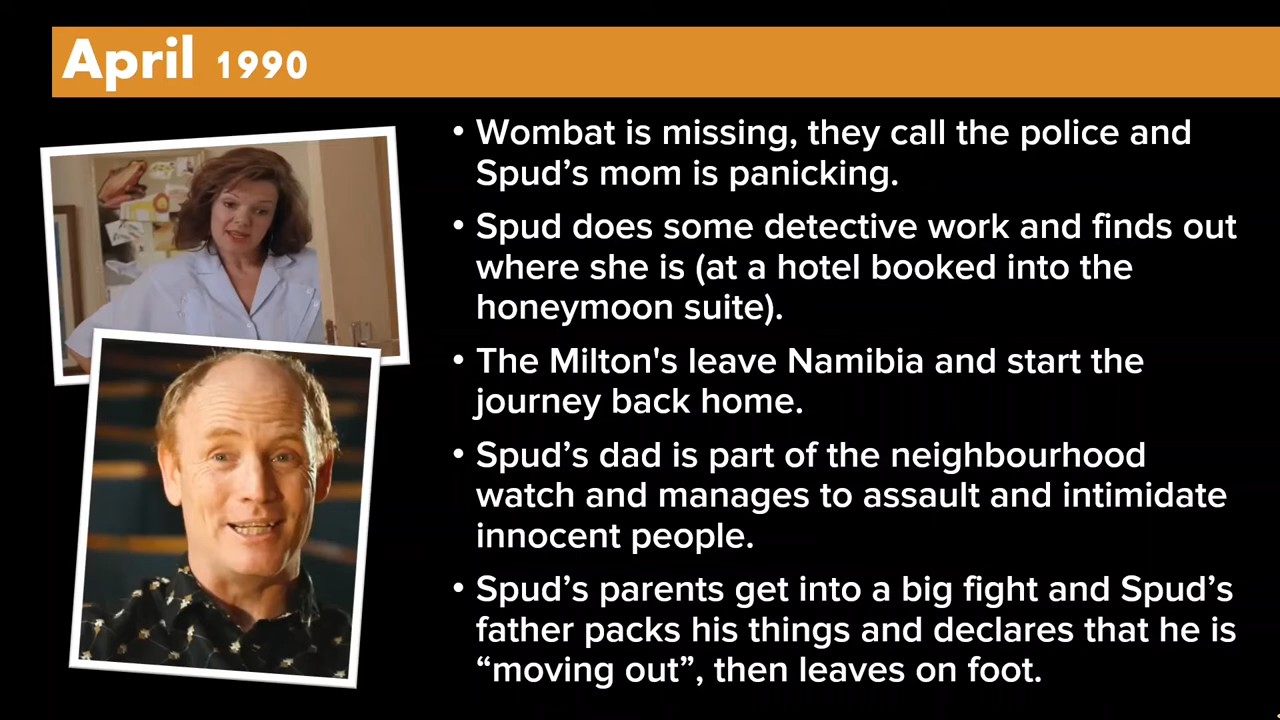 April 1990
• Wombat is missing, they call the police and
Spud’s mom is panicking.
• Spud does some detective work and finds out
where she is (at a hotel booked into the
honeymoon suite).
• The Milton's leave Namibia and start the
journey back home.
• Spud’s dad is part of the neighbourhood
watch and manages to assault and intimidate
innocent people.
• Spud’s parents get into a big fight and Spud’s
father packs his things and declares that he is
“moving out”, then leaves on foot.